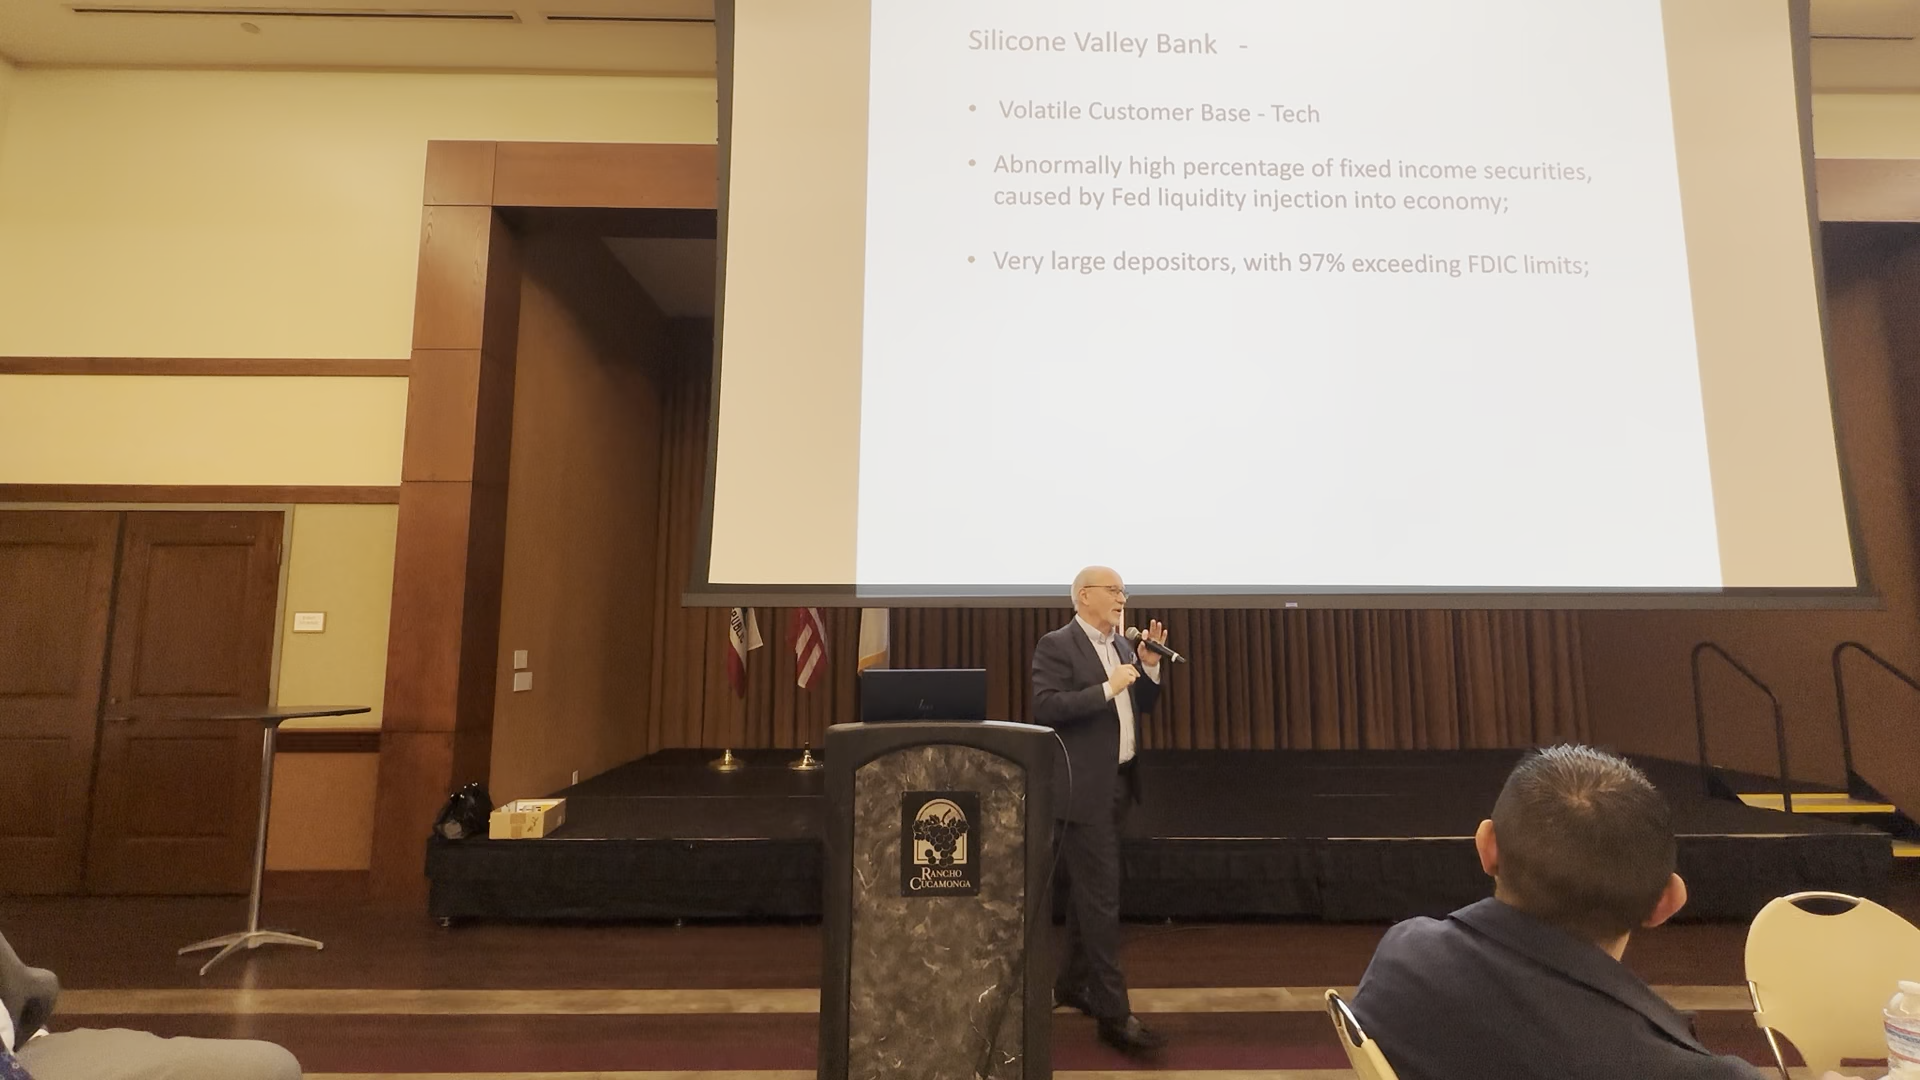 Silicone Valley Bank -
• Volatile Customer Base - Tech
• Abnormally high percentage of fixed income securities,
caused by Fed liquidity injection into economy;
• Very large depositors, with 97% exceeding FDIC limits;
RANCHO
CUCAMONGA